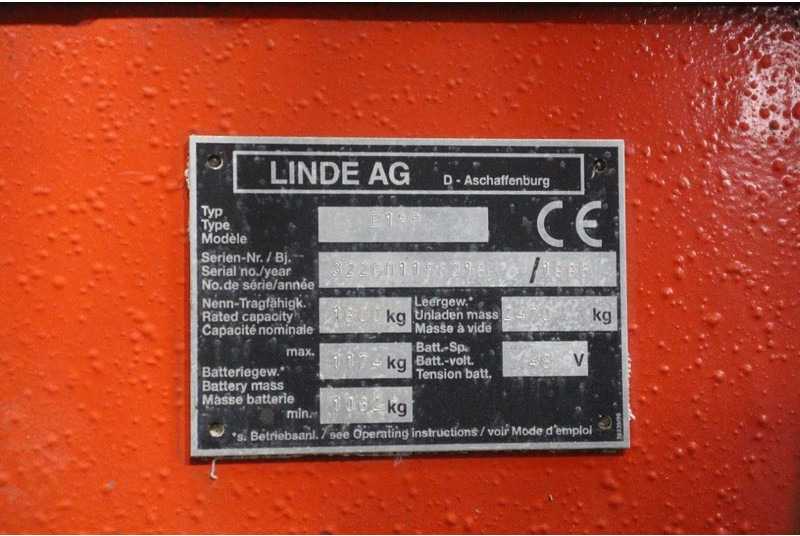 LINDE AG D - Aschaffenburg
Typ
Type
Modèle
CE
Serien-Nr. / Bj.
Serial no./year
No.de série/année
/
Nenn-Tragfähigk.
Rated capacity
Capacité nominale
kg
Leergew.*
Unladen mass
Masse à vide
kg
max. 1174 kg
Batteriegew.*
Battery mass
Masse batterie
min. kg
Batt.-Sp.
Batt.-volt.
Tension batt.
48 V
*s. Betriebsanl. / see Operating instructions / voir Mode d'emploi